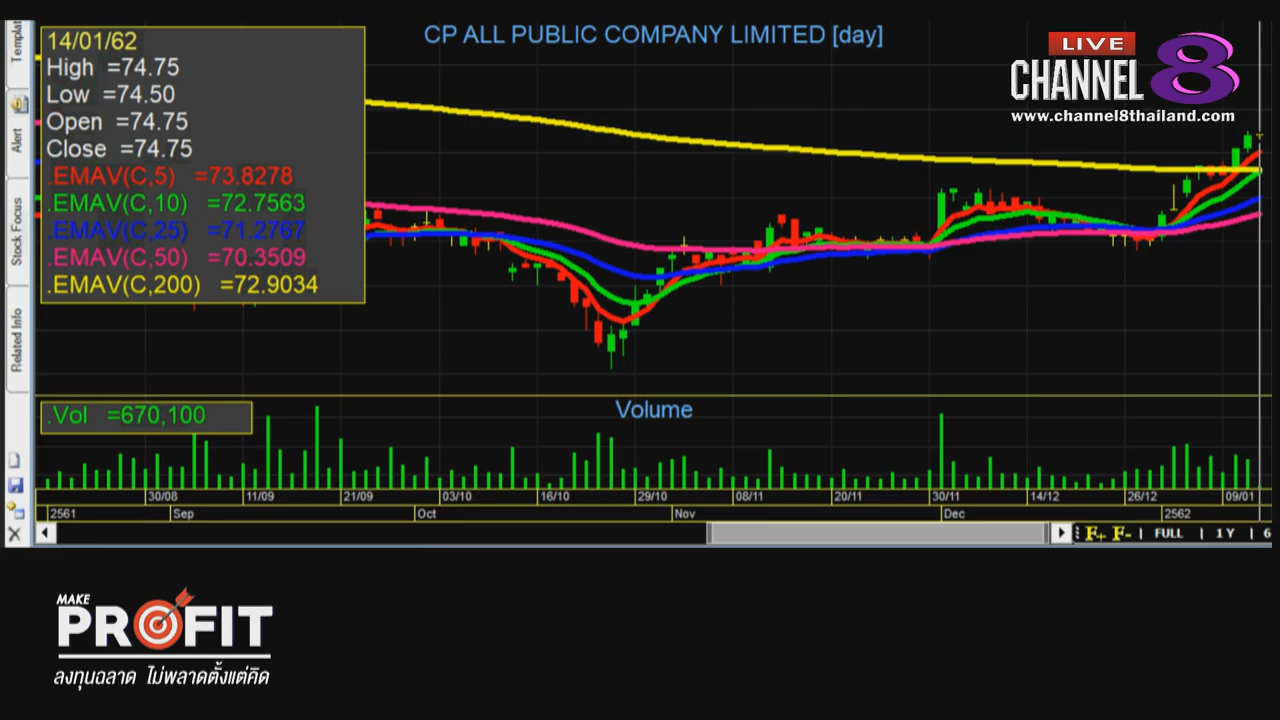 CP ALL PUBLIC COMPANY LIMITED [day]
LIVE
CHANNEL 8
www.channel8thailand.com
14/01/62
High =74.75
Low =74.50
Open =74.75
Close =74.75
.EMAV(C,5) =73.8278
.EMAV(C,10) =72.7563
.EMAV(C,25) =71.2767
.EMAV(C,50) =70.3509
.EMAV(C,200) =72.9034
Templat
Alert
Stock Focus
Related Info
.Vol =670,100
Volume
30/08 11/09 21/09 03/10 16/10 29/10 08/11 20/11 30/11 14/12 26/12 09/01
2561 Sep Oct Nov Dec 2562
F+ F- | FULL | 1 Y | 6
MAKE
PROFIT
ลงทุนฉลาด ไม่พลาดตั้งแต่คิด